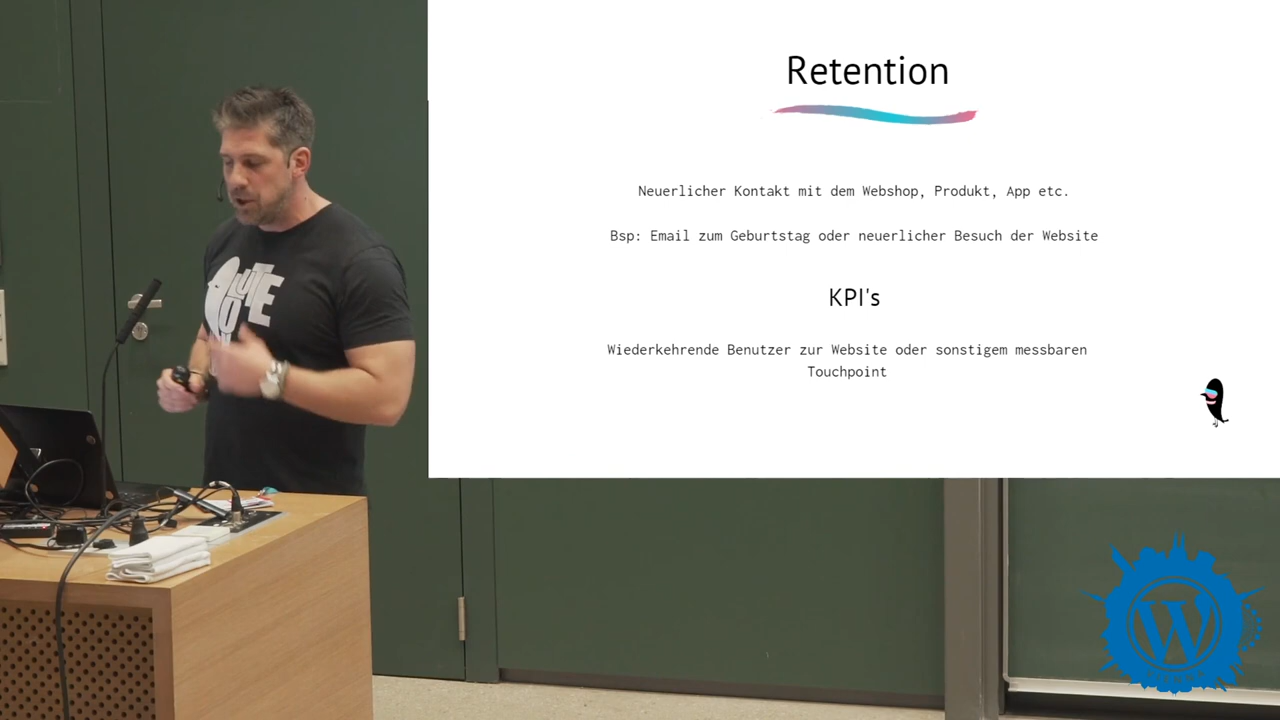 Retention
Neuerlicher Kontakt mit dem Webshop, Produkt, App etc.
Bsp: Email zum Geburtstag oder neuerlicher Besuch der Website
KPI's
Wiederkehrende Benutzer zur Website oder sonstigem messbaren
Touchpoint
W